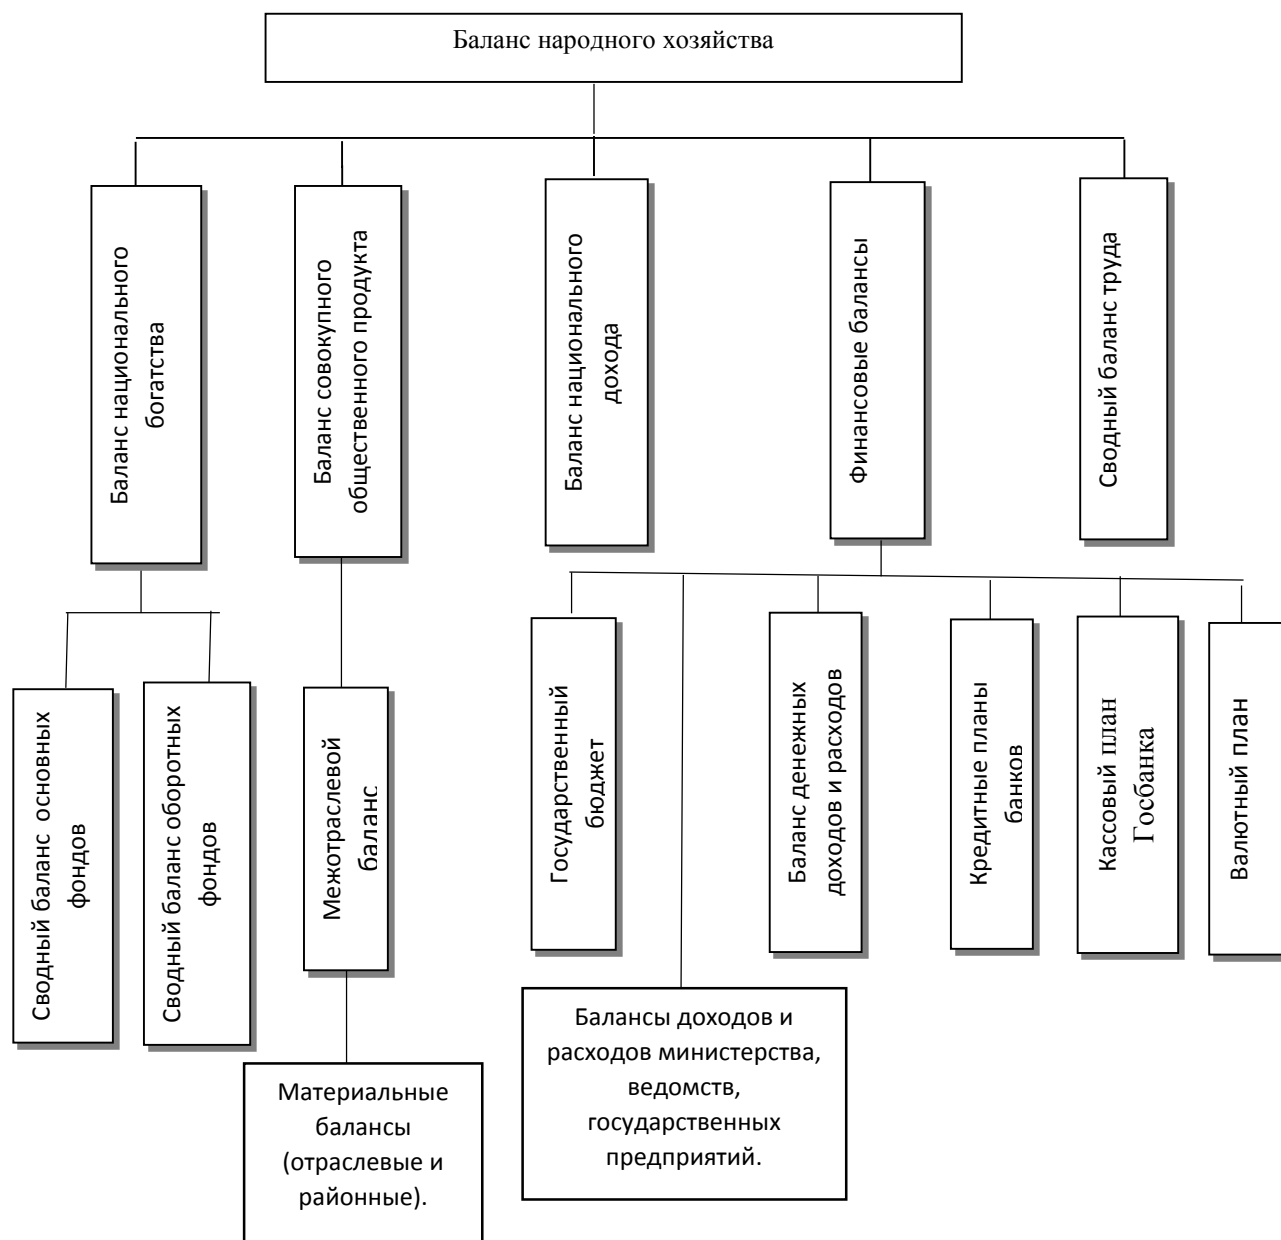 Баланс народного хозяйства
Баланс национального
богатства
Баланс совокупного
общественного продукта
Баланс национального
дохода
Финансовые балансы
Сводный баланс труда
Сводный баланс основных
фондов
Сводный баланс оборотных
фондов
Межотраслевой
баланс
Государственный
бюджет
Баланс денежных
доходов и расходов
Кредитные планы
банков
Кассовый план
Госбанка
Валютный план
Материальные
балансы
(отраслевые и
районные).
Балансы доходов и
расходов министерства,
ведомств,
государственных
предприятий.